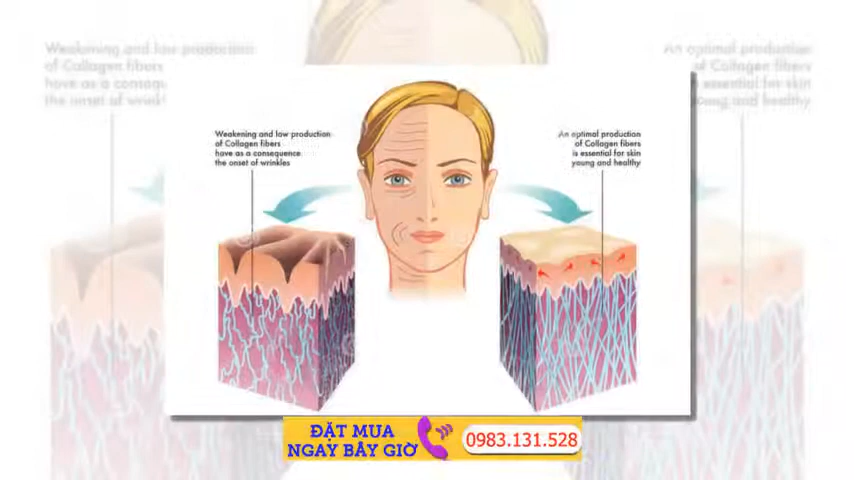 Weakening and low production
of Collagen fibers
have as a consequence
the onset of wrinkles
An optimal production
of Collagen fibers
is essential for skin
young and healthy
ĐẶT MUA
NGAY BÂY GIỜ
0983.131.528